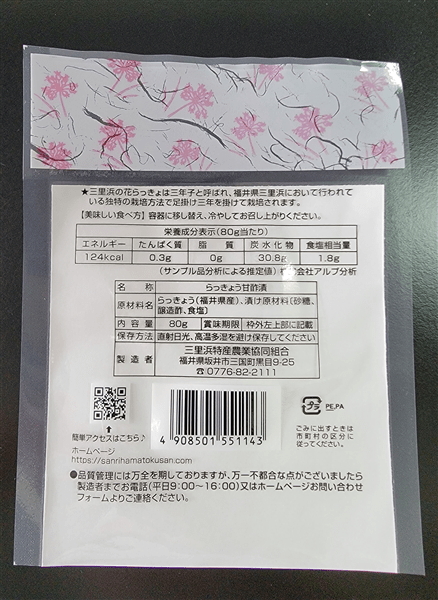 ★三里浜の花らっきょは三年子と呼ばれ、福井県三里浜において行われて
いる独特の栽培方法で足掛け三年を掛けて栽培されます。
【美味しい食べ方】容器に移し替え、冷やしてお召し上がりください。
栄養成分表示(80g当たり)
エネルギー たんぱく質 脂質 炭水化物 食塩相当量
124kcal 0.3g 0g 30.8g 1.8g
(サンプル品分析による推定値) 株式会社アルプ分析
名称 らっきょう甘酢漬
原材料名 らっきょう(福井県産)、漬け原材料〔砂糖、
醸造酢、食塩〕
内容量 80g 賞味期限 枠外左上部に記載
保存方法 直射日光、高温多湿を避け保存してください。
製造者 三里浜特産農業協同組合
福井県坂井市三国町黒目9-25
☎0776-82-2111
簡単アクセスはこちら♪
4908501551143
プラ PE,PA
ごみに出すときは
市町村の区分に
従ってください。
ホームページ
https://sanrihamatokusan.com
●品質管理には万全を期しておりますが、万一不都合な点がございましたら
製造者までお電話(平日9:00~16:00)又はホームページお問い合わせ
フォームよりご連絡ください。